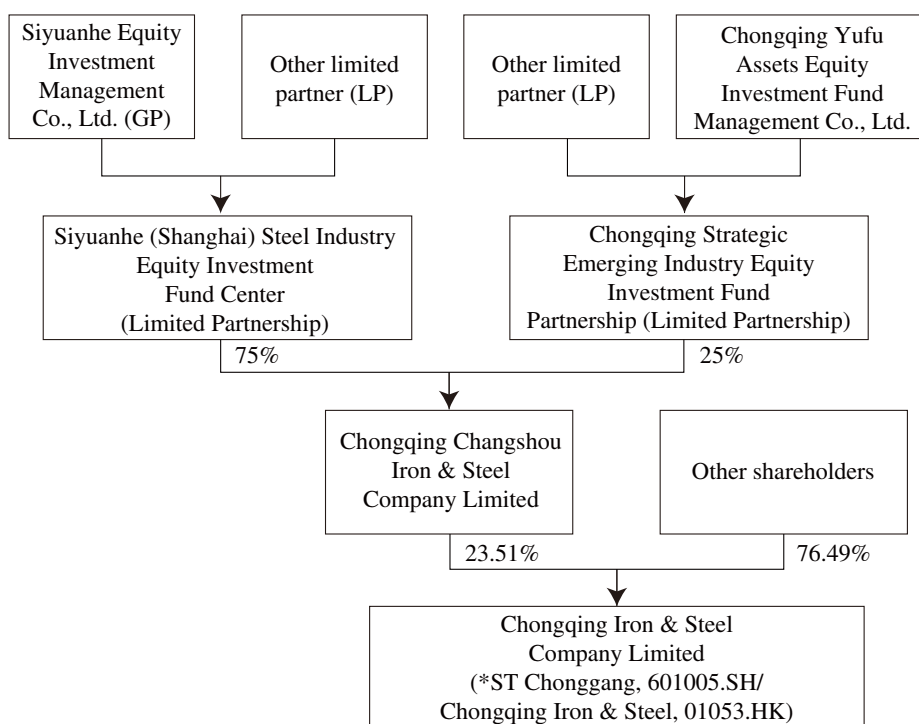 Siyuanhe Equity
Investment
Management
Co., Ltd. (GP)
Other limited
partner (LP)
Other limited
partner (LP)
Chongqing Yufu
Assets Equity
Investment Fund
Management Co., Ltd.
Siyuanhe (Shanghai) Steel Industry
Equity Investment
Fund Center
(Limited Partnership)
Chongqing Strategic
Emerging Industry Equity
Investment Fund
Partnership (Limited Partnership)
75%
25%
Chongqing Changshou
Iron & Steel
Company Limited
Other shareholders
23.51%
76.49%
Chongqing Iron & Steel
Company Limited
(*ST Chonggang, 601005.SH/
Chongqing Iron & Steel, 01053.HK)